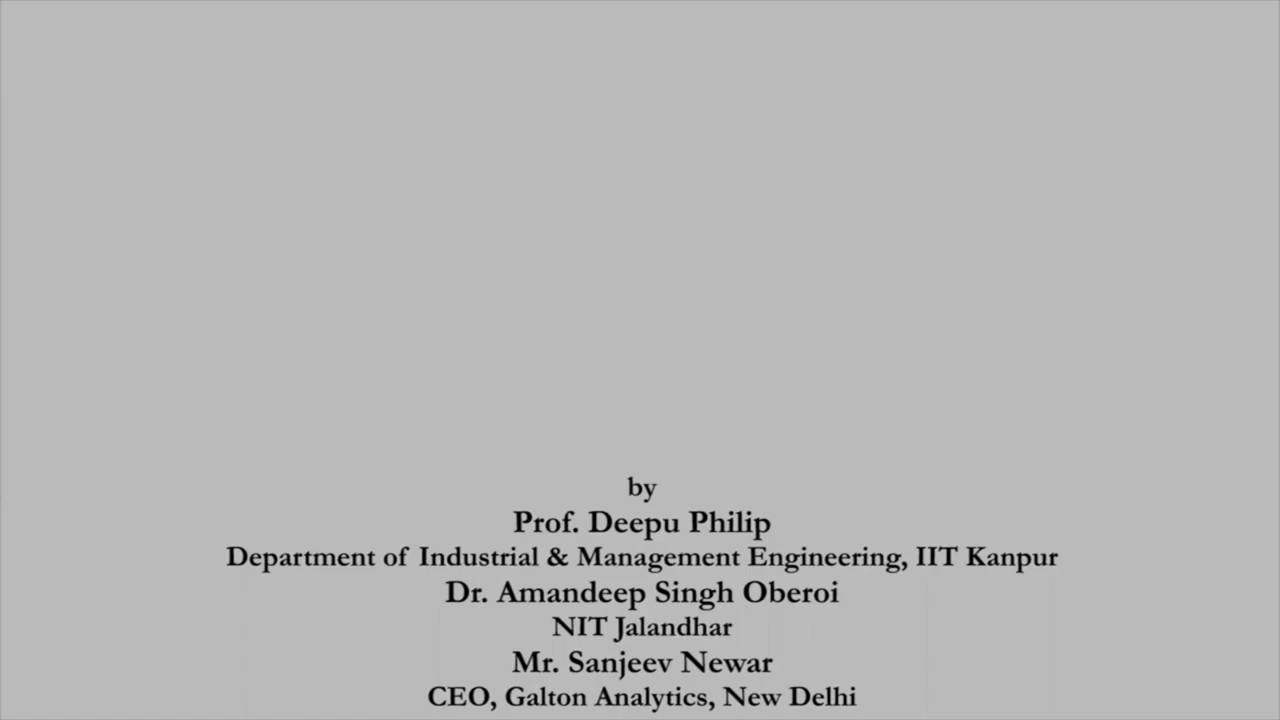 by
Prof. Deepu Philip
Department of Industrial & Management Engineering, IIT Kanpur
Dr. Amandeep Singh Oberoi
NIT Jalandhar
Mr. Sanjeev Newar
CEO, Galton Analytics, New Delhi